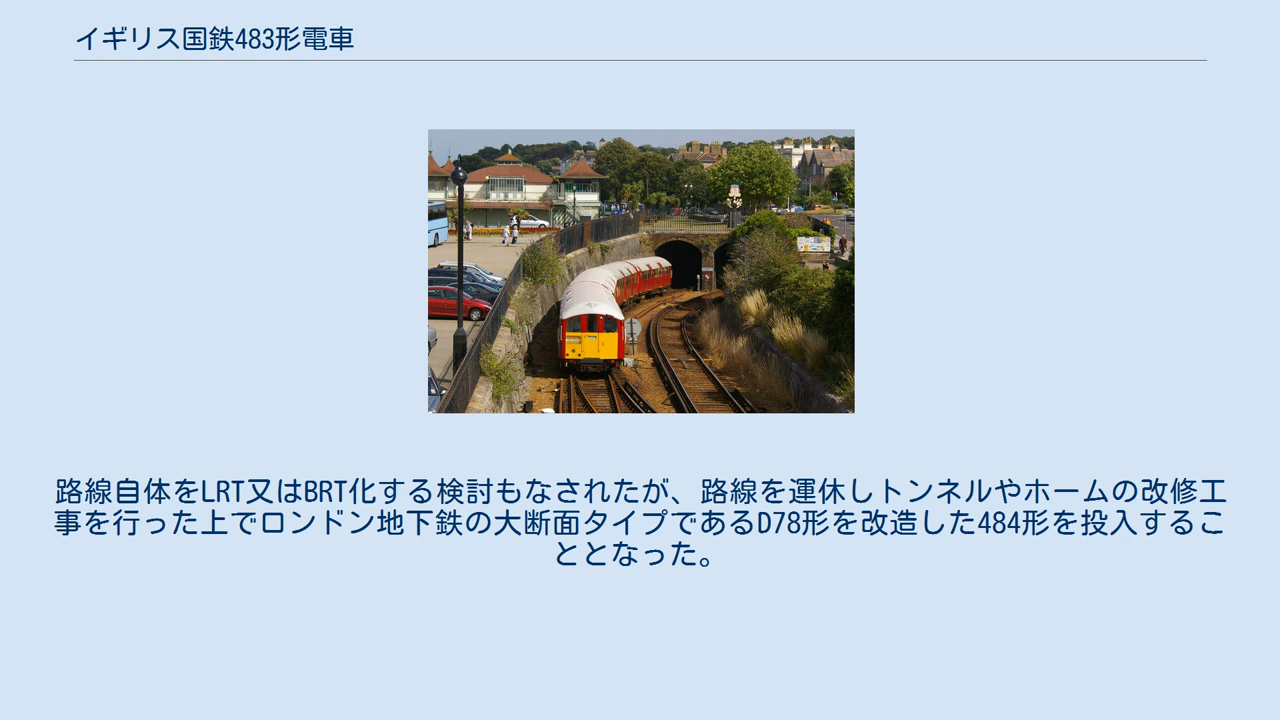 イギリス国鉄483形電車
路線自体をLRT又はBRT化する検討もなされたが、路線を運休しトンネルやホームの改修工
事を行った上でロンドン地下鉄の大断面タイプであるD78形を改造した484形を投入するこ
ととなった。